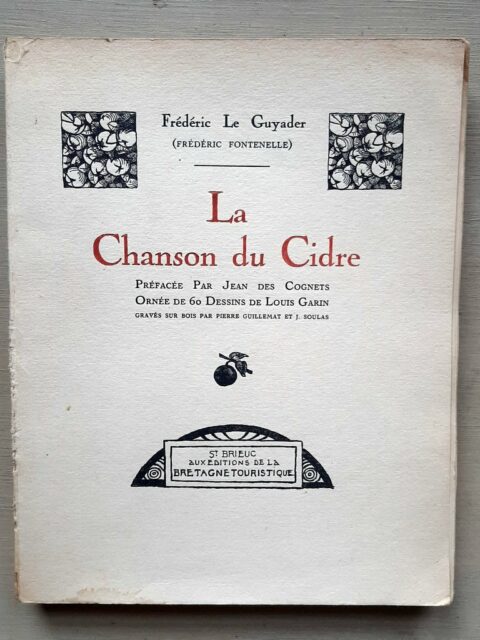 Frédéric Le Guyader
(FRÉDÉRIC FONTENELLE)
La
Chanson du Cidre
PRÉFACÉE PAR JEAN DES COGNETS
ORNÉE DE 60 DESSINS DE LOUIS GARIN
GRAVÉS SUR BOIS PAR PIERRE GUILLEMAT ET J. SOULAS
ST BRIEUC
AUX EDITIONS DE LA
BRETAGNE TOURISTIQUE